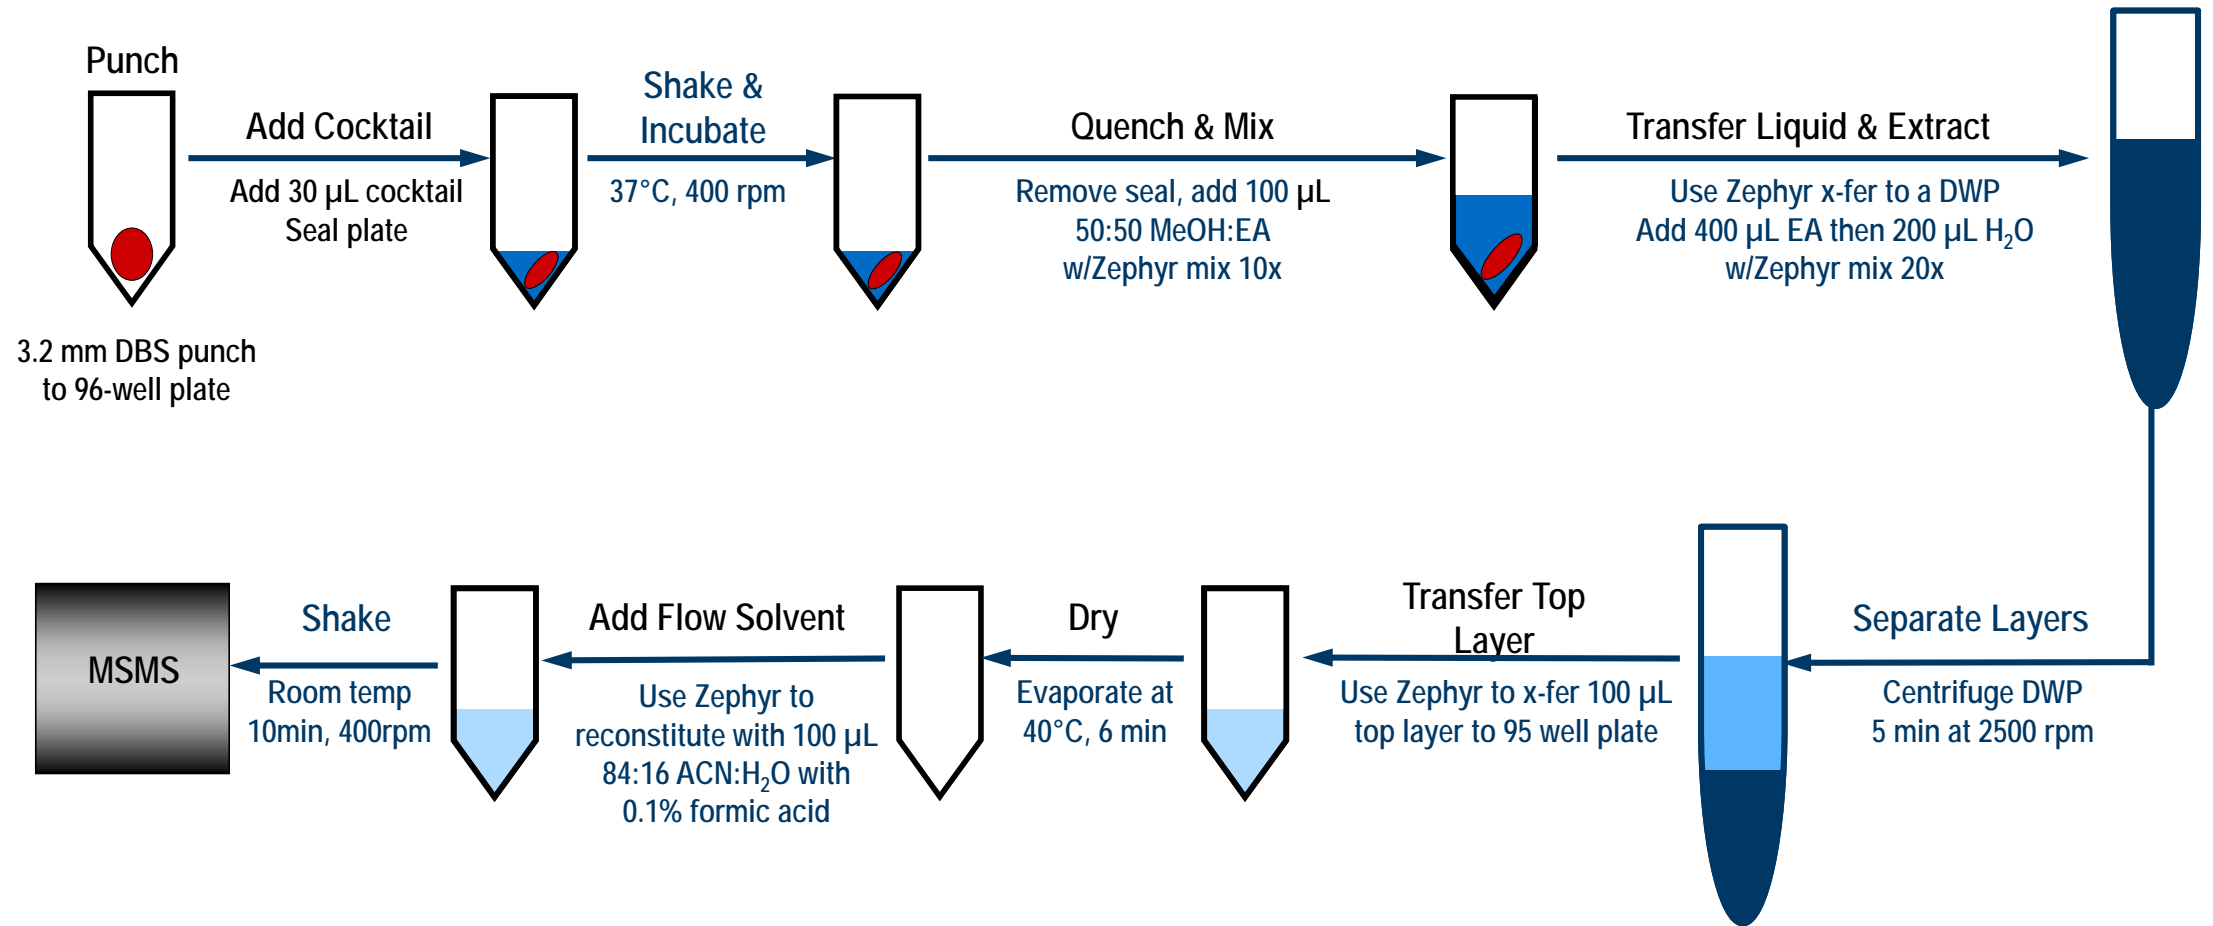 Punch
3.2 mm DBS punch
to 96-well plate
Add Cocktail
Add 30 µL cocktail
Seal plate
Shake &
Incubate
37°C, 400 rpm
Quench & Mix
Remove seal, add 100 µL
50:50 MeOH:EA
w/Zephyr mix 10x
Transfer Liquid & Extract
Use Zephyr x-fer to a DWP
Add 400 µL EA then 200 µL H₂O
w/Zephyr mix 20x
Separate Layers
Centrifuge DWP
5 min at 2500 rpm
Transfer Top
Layer
Use Zephyr to x-fer 100 µL
top layer to 95 well plate
Dry
Evaporate at
40°C, 6 min
Add Flow Solvent
Use Zephyr to
reconstitute with 100 µL
84:16 ACN:H₂O with
0.1% formic acid
Shake
Room temp
10min, 400rpm
MSMS